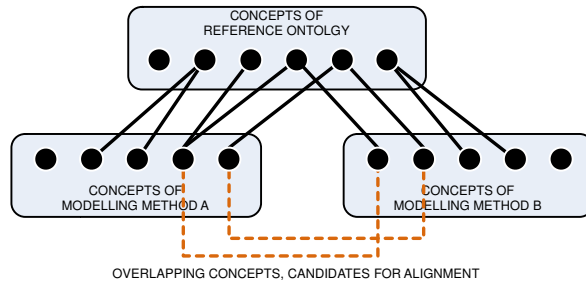 CONCEPTS OF
REFERENCE ONTOLGY
CONCEPTS OF
MODELLING METHOD A
CONCEPTS OF
MODELLING METHOD B
OVERLAPPING CONCEPTS, CANDIDATES FOR ALIGNMENT